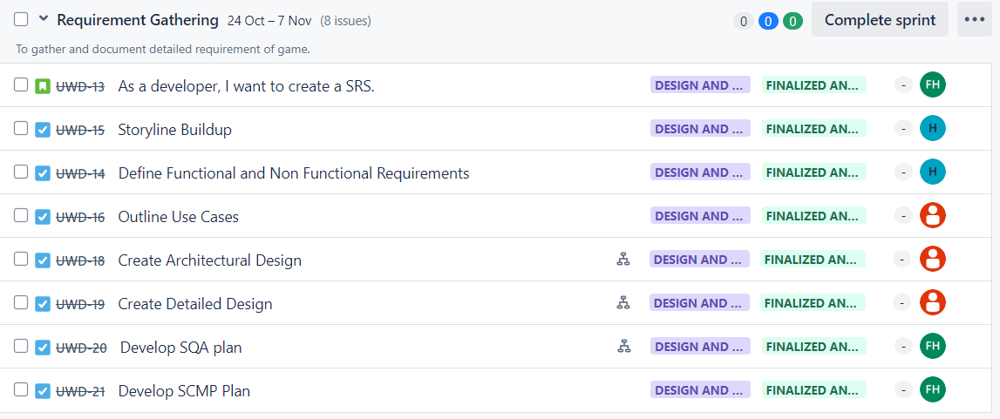 Requirement Gathering 24 Oct – 7 Nov (8 issues) 0 0 0 Complete sprint
To gather and document detailed requirement of game.
UWD-13 As a developer, I want to create a SRS. DESIGN AND ... FINALIZED AN... - FH
UWD-15 Storyline Buildup DESIGN AND ... FINALIZED AN... - H
UWD-14 Define Functional and Non Functional Requirements DESIGN AND ... FINALIZED AN... - H
UWD-16 Outline Use Cases DESIGN AND ... FINALIZED AN... -
UWD-18 Create Architectural Design DESIGN AND ... FINALIZED AN... -
UWD-19 Create Detailed Design DESIGN AND ... FINALIZED AN... -
UWD-20 Develop SQA plan DESIGN AND ... FINALIZED AN... - FH
UWD-21 Develop SCMP Plan DESIGN AND ... FINALIZED AN... - FH